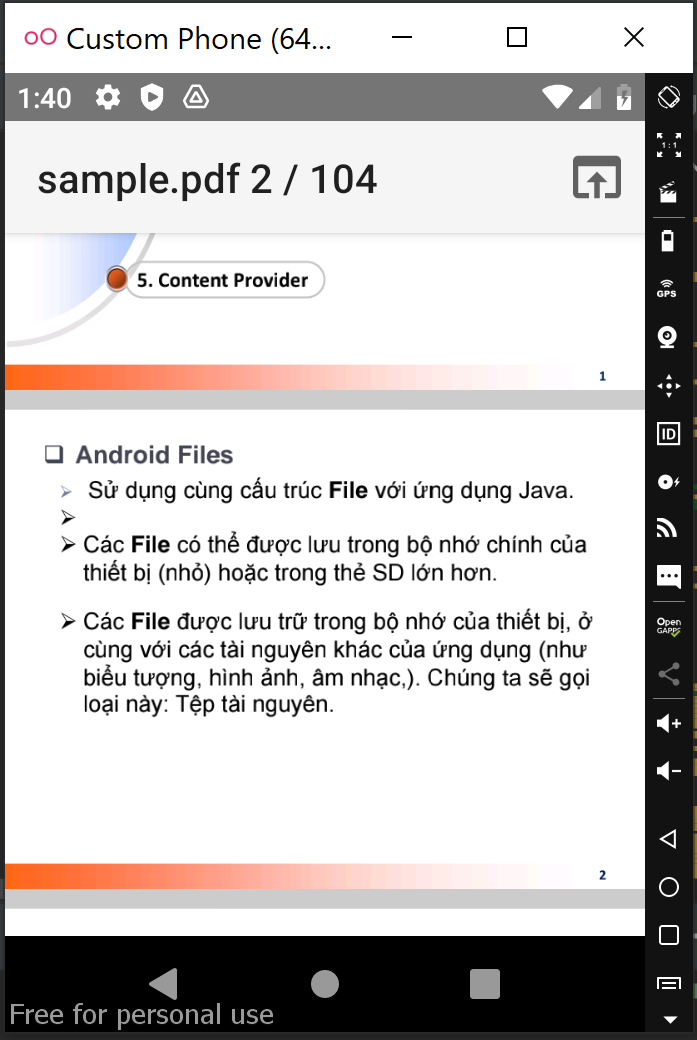 Custom Phone (64...
1:40
sample.pdf 2 / 104
5. Content Provider
1
Android Files
Sử dụng cùng cấu trúc File với ứng dụng Java.
Các File có thể được lưu trong bộ nhớ chính của
thiết bị (nhỏ) hoặc trong thẻ SD lớn hơn.
Các File được lưu trữ trong bộ nhớ của thiết bị, ở
cùng với các tài nguyên khác của ứng dụng (như
biểu tượng, hình ảnh, âm nhạc,). Chúng ta sẽ gọi
loại này: Tệp tài nguyên.
2
Free for personal use
1:1
GPS
ID
Open
GAPPS